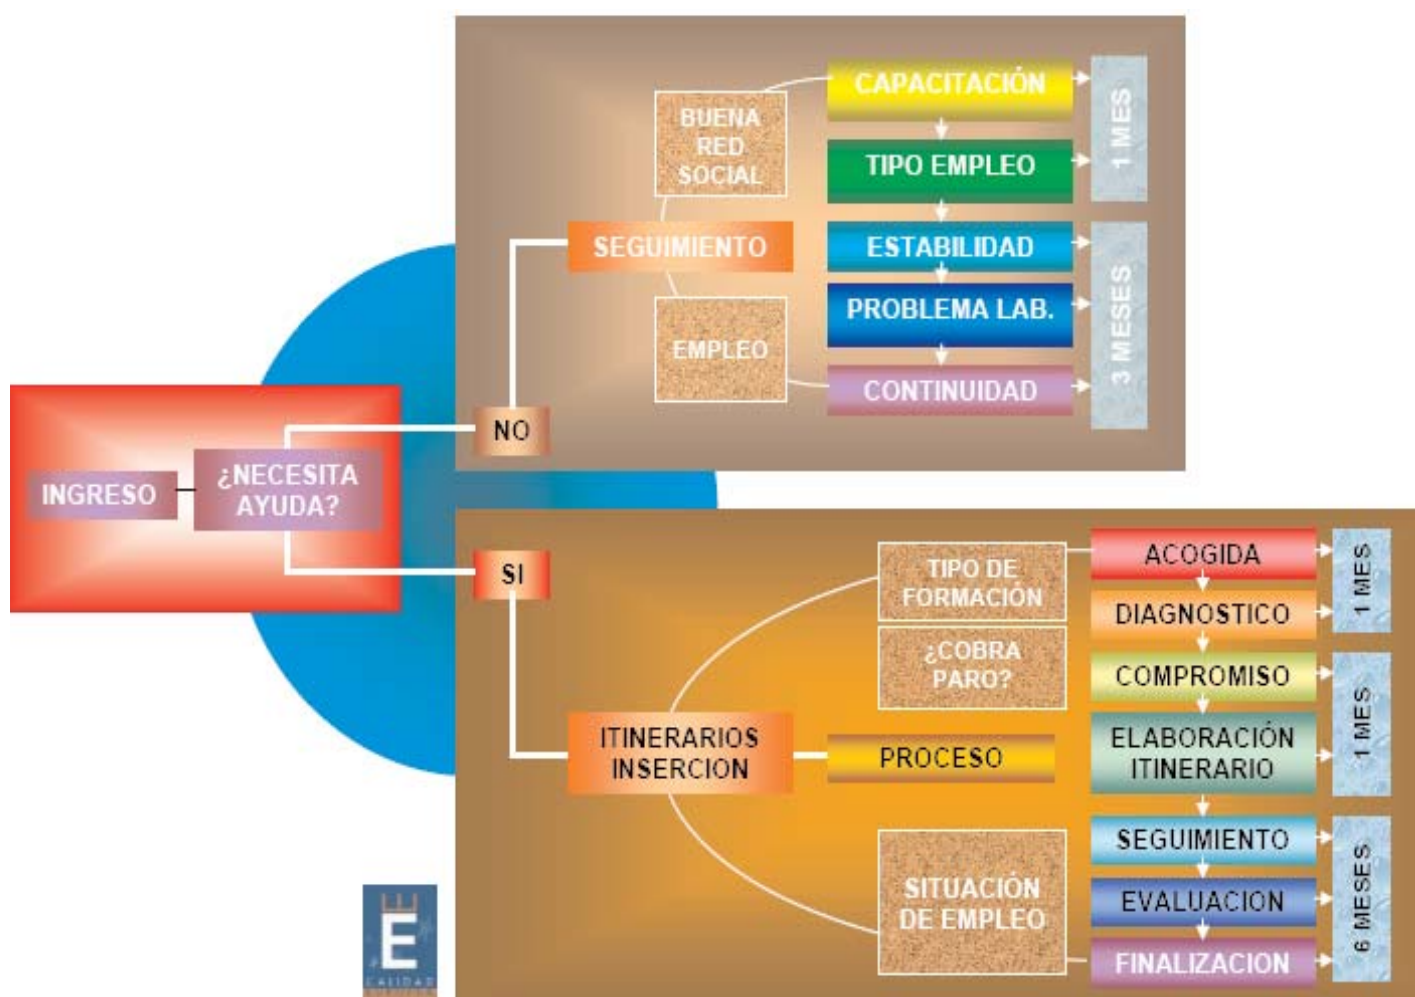 INGRESO
¿NECESITA
AYUDA?
NO
SEGUIMIENTO
BUENA
RED
SOCIAL
EMPLEO
CAPACITACIÓN
TIPO EMPLEO
ESTABILIDAD
PROBLEMA LAB.
CONTINUIDAD
1 MES
3 MESES
SI
ITINERARIOS
INSERCION
TIPO DE
FORMACIÓN
¿COBRA
PARO?
PROCESO
SITUACIÓN
DE EMPLEO
ACOGIDA
DIAGNOSTICO
COMPROMISO
ELABORACIÓN
ITINERARIO
SEGUIMIENTO
EVALUACION
FINALIZACION
1 MES
1 MES
6 MESES
E
CALIDAD